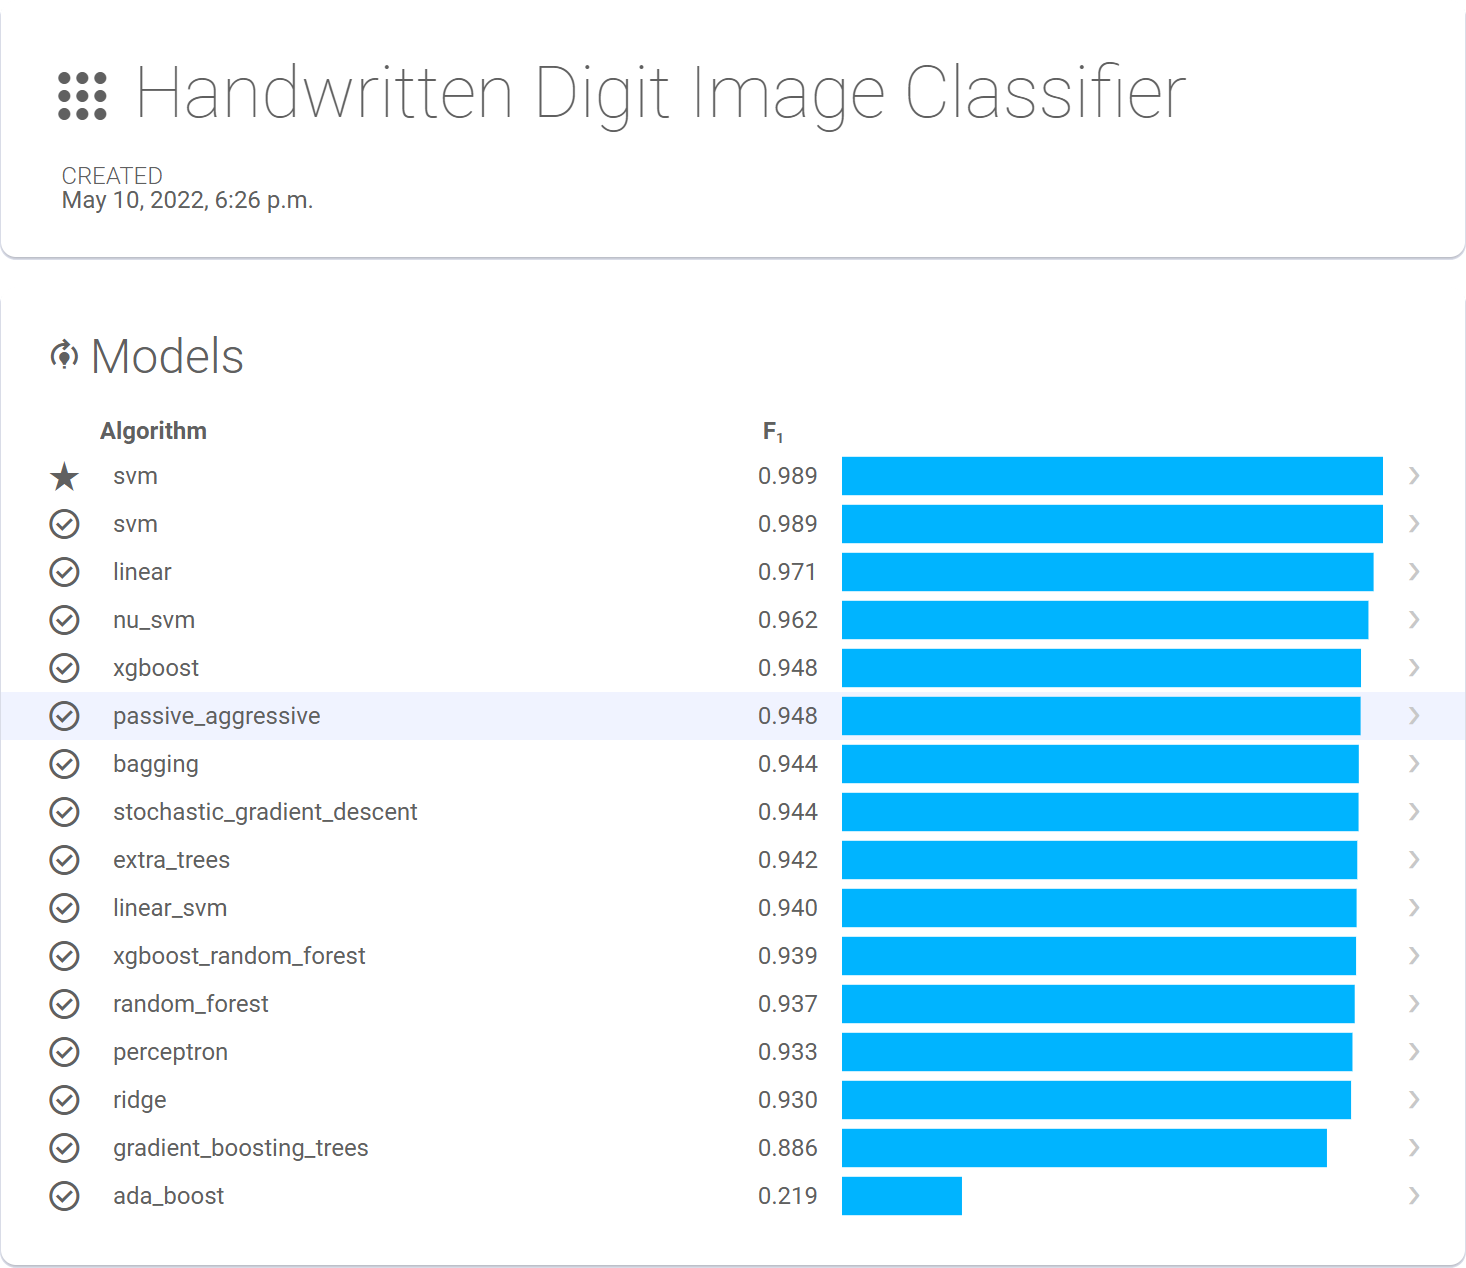 Handwritten Digit Image Classifier
CREATED
May 10, 2022, 6:26 p.m.
Models
Algorithm F₁
svm 0.989
svm 0.989
linear 0.971
nu_svm 0.962
xgboost 0.948
passive_aggressive 0.948
bagging 0.944
stochastic_gradient_descent 0.944
extra_trees 0.942
linear_svm 0.940
xgboost_random_forest 0.939
random_forest 0.937
perceptron 0.933
ridge 0.930
gradient_boosting_trees 0.886
ada_boost 0.219